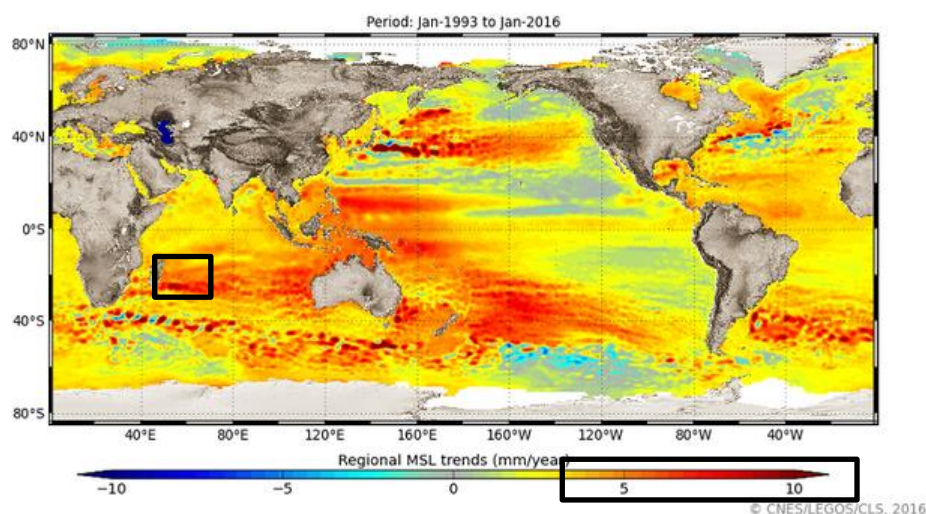 Period: Jan-1993 to Jan-2016
80°N
40°N
0°S
40°S
80°S
40°E 80°E 120°E 160°E 160°W 120°W 80°W 40°W
Regional MSL trends (mm/year)
−10 −5 0 5 10
© CNES/LEGOS/CLS, 2016